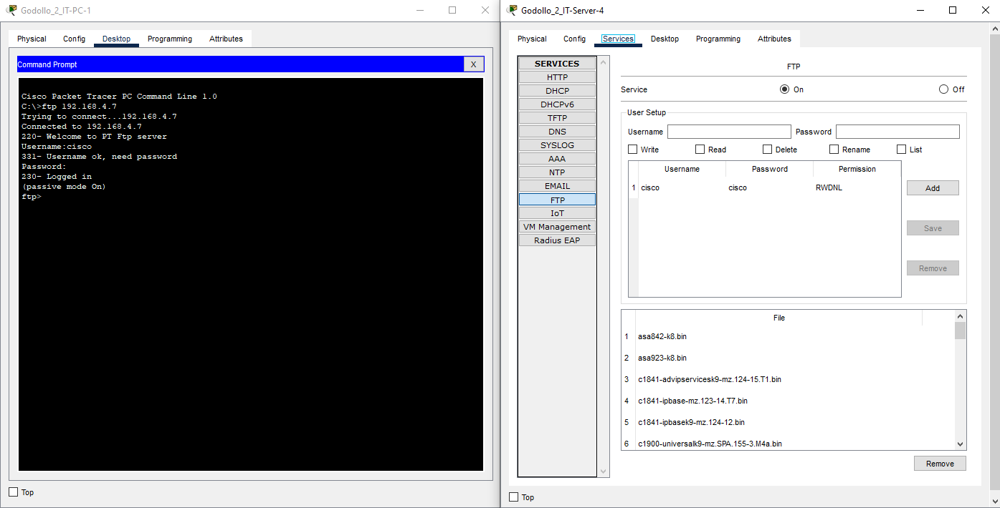 Godollo_2_IT-PC-1
Physical Config Desktop Programming Attributes
Command Prompt
X
Cisco Packet Tracer PC Command Line 1.0
C:\>ftp 192.168.4.7
Trying to connect...192.168.4.7
Connected to 192.168.4.7
220- Welcome to PT Ftp server
Username:cisco
331- Username ok, need password
Password:
230- Logged in
(passive mode On)
ftp>
Top
Godollo_2_IT-Server-4
Physical Config Services Desktop Programming Attributes
SERVICES
HTTP
DHCP
DHCPv6
TFTP
DNS
SYSLOG
AAA
NTP
EMAIL
FTP
IoT
VM Management
Radius EAP
FTP
Service On Off
User Setup
Username Password
Write Read Delete Rename List
Username Password Permission
1 cisco cisco RWDNL
Add
Save
Remove
File
1 asa842-k8.bin
2 asa923-k8.bin
3 c1841-advipservicesk9-mz.124-15.T1.bin
4 c1841-ipbase-mz.123-14.T7.bin
5 c1841-ipbasek9-mz.124-12.bin
6 c1900-universalk9-mz.SPA.155-3.M4a.bin
Remove
Top